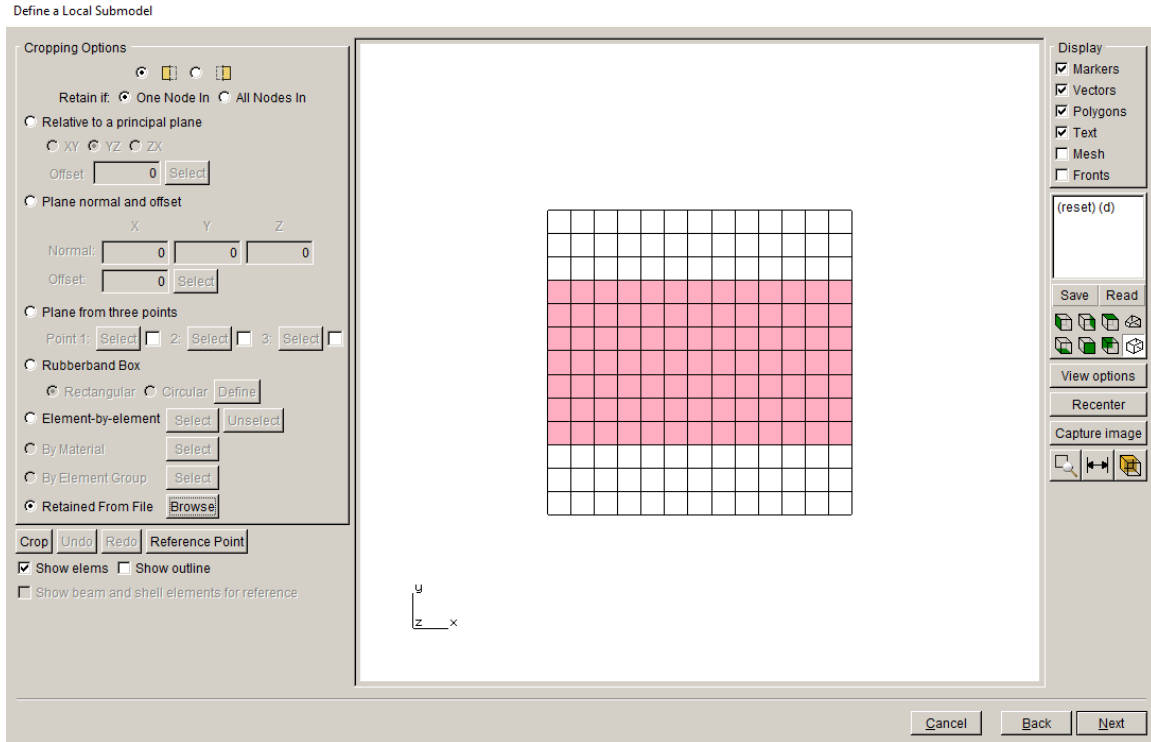 Define a Local Submodel
Cropping Options
Retain if: One Node In All Nodes In
Relative to a principal plane
XY YZ ZX
Offset 0 Select
Plane normal and offset
X Y Z
Normal: 0 0 0
Offset: 0 Select
Plane from three points
Point 1: Select 2: Select 3: Select
Rubberband Box
Rectangular Circular Define
Element-by-element Select Unselect
By Material Select
By Element Group Select
Retained From File Browse
Crop Undo Redo Reference Point
Show elems Show outline
Show beam and shell elements for reference
y
z x
Display
Markers
Vectors
Polygons
Text
Mesh
Fronts
(reset) (d)
Save Read
View options
Recenter
Capture image
Cancel Back Next